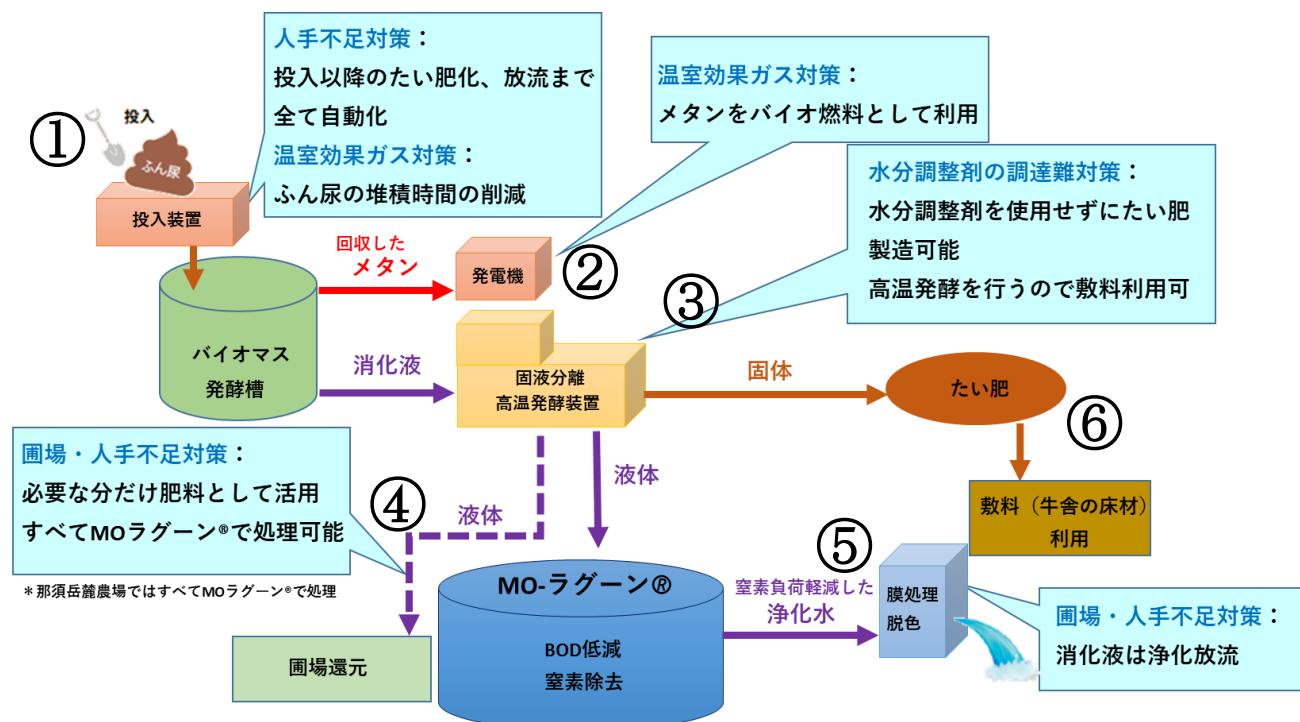 人手不足対策：
投入以降のたい肥化、放流まで
全て自動化
温室効果ガス対策：
ふん尿の堆積時間の削減
温室効果ガス対策：
メタンをバイオ燃料として利用
①
投入
ふん尿
投入装置
水分調整剤の調達難対策：
水分調整剤を使用せずにたい肥
製造可能
高温発酵を行うので敷料利用可
回収した
メタン
発電機
②
③
バイオマス
発酵槽
消化液
固液分離
高温発酵装置
固体
たい肥
⑥
圃場・人手不足対策：
必要な分だけ肥料として活用
すべてMOラグーン®で処理可能
④
液体
液体
敷料（牛舎の床材）
利用
＊那須岳麓農場ではすべてMOラグーン®で処理
⑤
MO-ラグーン®
BOD低減
窒素除去
窒素負荷軽減した
浄化水
膜処理
脱色
圃場・人手不足対策：
消化液は浄化放流
圃場還元